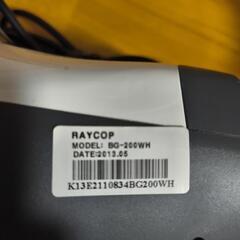 RAYCOP
MODEL: BG-200WH
DATE:2013.05
K13E2110834BG200WH